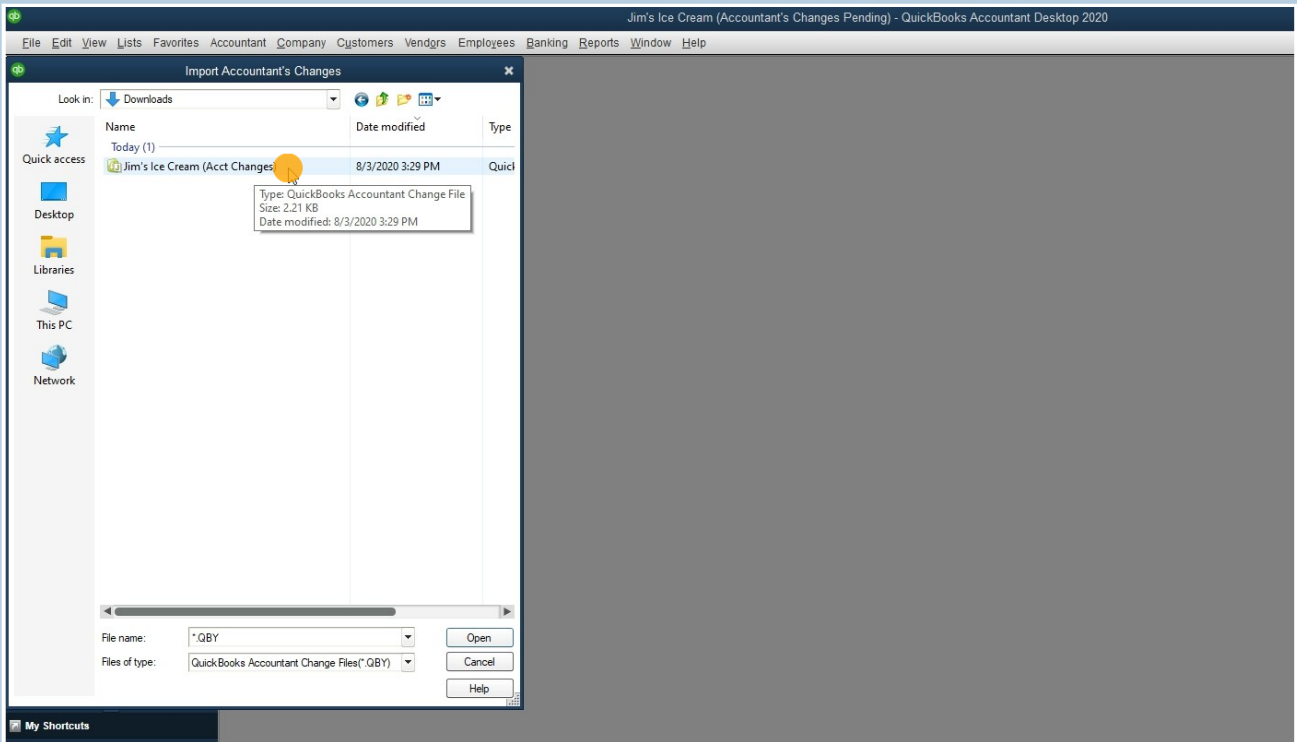 qb
Jim's Ice Cream (Accountant's Changes Pending) - QuickBooks Accountant Desktop 2020
File Edit View Lists Favorites Accountant Company Customers Vendors Employees Banking Reports Window Help
qb Import Accountant's Changes
Look in: Downloads
Name Date modified Type
Today (1)
Jim's Ice Cream (Acct Changes) 8/3/2020 3:29 PM Quick
Type: QuickBooks Accountant Change File
Size: 2.21 KB
Date modified: 8/3/2020 3:29 PM
Quick access
Desktop
Libraries
This PC
Network
File name: *.QBY Open
Files of type: QuickBooks Accountant Change Files(*.QBY) Cancel
Help
My Shortcuts